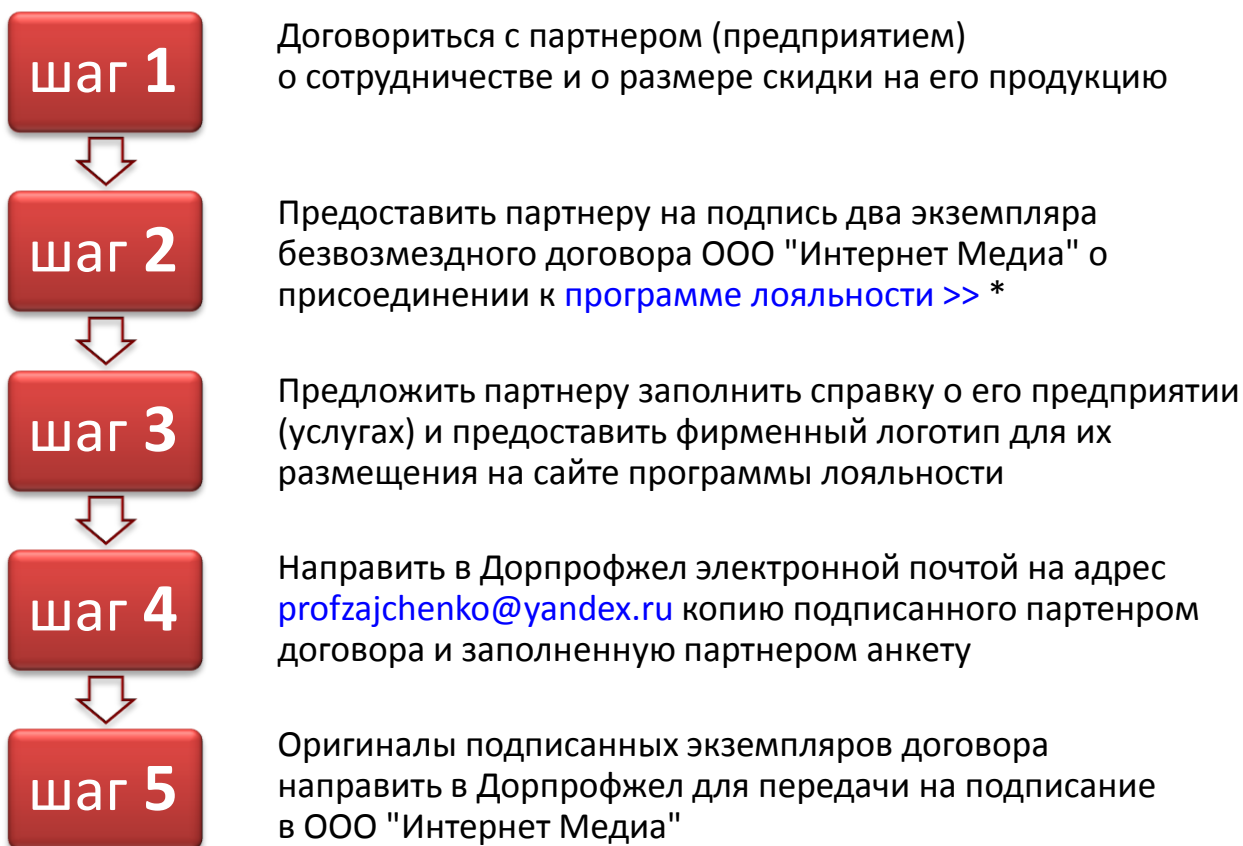 шаг 1
Договориться с партнером (предприятием)
о сотрудничестве и о размере скидки на его продукцию
шаг 2
Предоставить партнеру на подпись два экземпляра
безвозмездного договора ООО "Интернет Медиа" о
присоединении к программе лояльности >> *
шаг 3
Предложить партнеру заполнить справку о его предприятии
(услугах) и предоставить фирменный логотип для их
размещения на сайте программы лояльности
шаг 4
Направить в Дорпрофжел электронной почтой на адрес
profzajchenko@yandex.ru копию подписанного партенром
договора и заполненную партнером анкету
шаг 5
Оригиналы подписанных экземпляров договора
направить в Дорпрофжел для передачи на подписание
в ООО "Интернет Медиа"